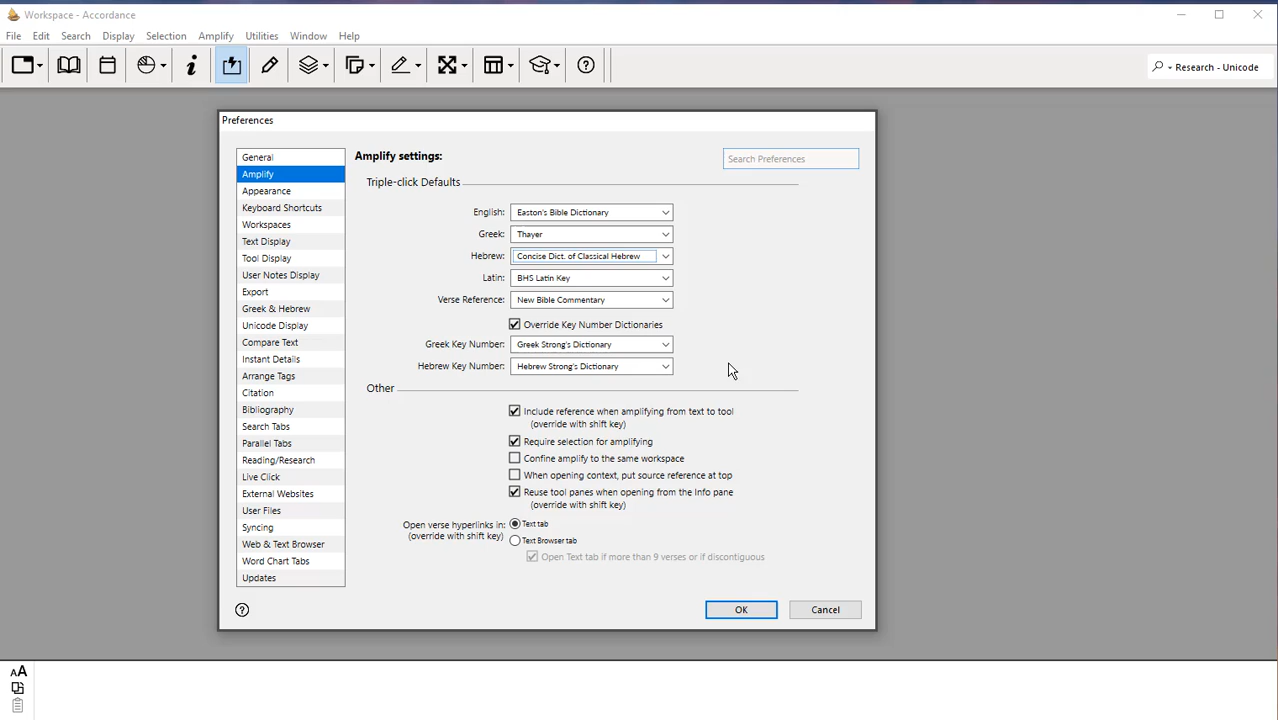 Workspace - Accordance
File Edit Search Display Selection Amplify Utilities Window Help
Research - Unicode
Preferences
General
Amplify
Appearance
Keyboard Shortcuts
Workspaces
Text Display
Tool Display
User Notes Display
Export
Greek & Hebrew
Unicode Display
Compare Text
Instant Details
Arrange Tags
Citation
Bibliography
Search Tabs
Parallel Tabs
Reading/Research
Live Click
External Websites
User Files
Syncing
Web & Text Browser
Word Chart Tabs
Updates
Amplify settings:
Search Preferences
Triple-click Defaults
English: Easton's Bible Dictionary
Greek: Thayer
Hebrew: Concise Dict. of Classical Hebrew
Latin: BHS Latin Key
Verse Reference: New Bible Commentary
Override Key Number Dictionaries
Greek Key Number: Greek Strong's Dictionary
Hebrew Key Number: Hebrew Strong's Dictionary
Other
Include reference when amplifying from text to tool
(override with shift key)
Require selection for amplifying
Confine amplify to the same workspace
When opening context, put source reference at top
Reuse tool panes when opening from the Info pane
(override with shift key)
Open verse hyperlinks in: Text tab
(override with shift key) Text Browser tab
Open Text tab if more than 9 verses or if discontiguous
OK Cancel
AA